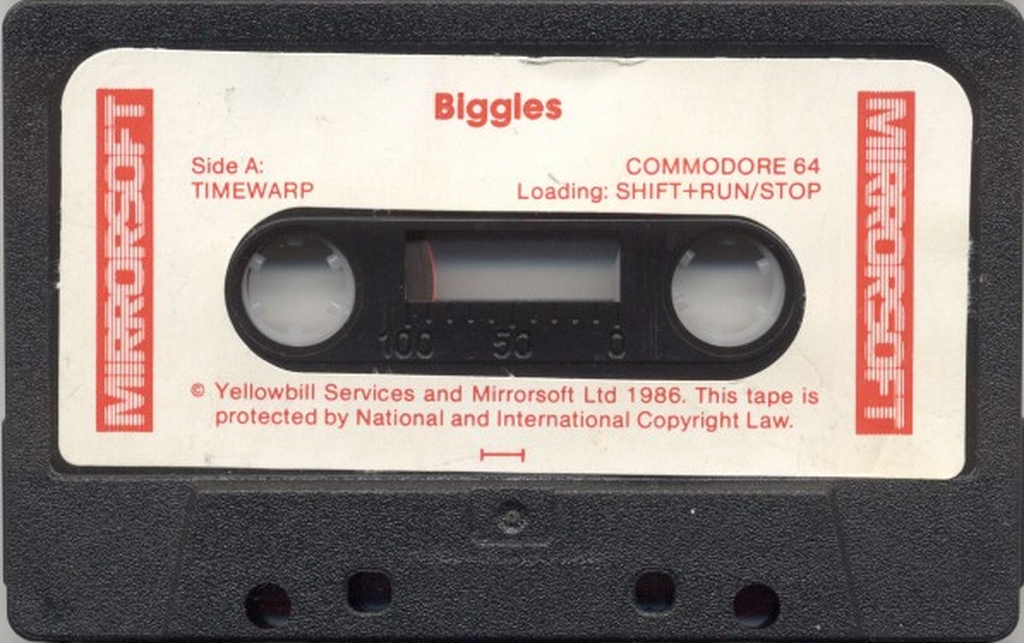 Biggles
MIRRORSOFT
Side A:
TIMEWARP
COMMODORE 64
Loading: SHIFT+RUN/STOP
MIRRORSOFT
100 50 0
© Yellowbill Services and Mirrorsoft Ltd 1986. This tape is
protected by National and International Copyright Law.